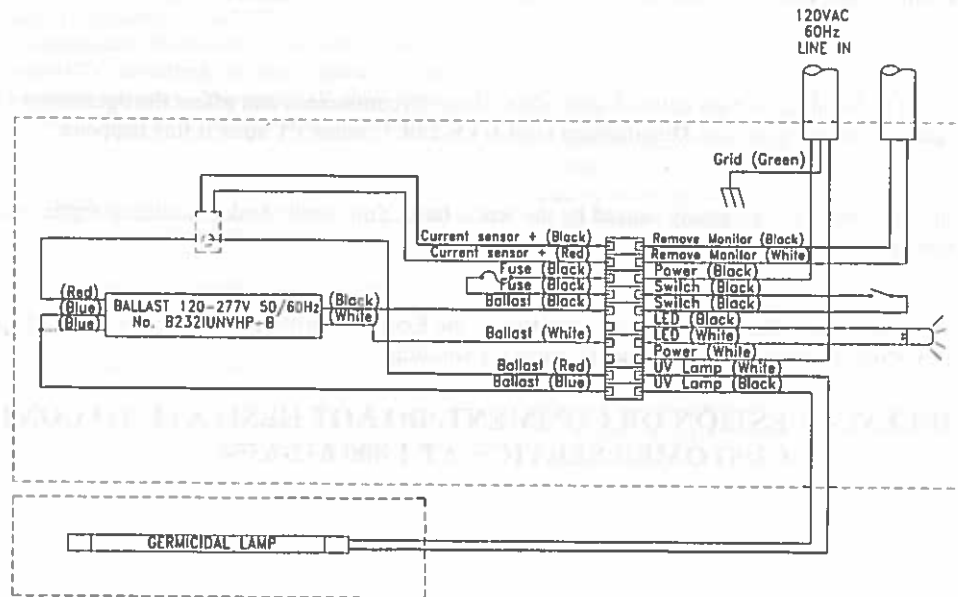 120VAC
60Hz
LINE IN
Grid (Green)
Current sensor + (Black)
Current sensor + (Red)
Fuse (Black)
Fuse (Black)
Ballast (Black)
Ballast (White)
Ballast (Red)
Ballast (Blue)
Remove Monitor (Black)
Remove Monitor (White)
Power (Black)
Switch (Black)
Switch (Black)
LED (Black)
LED (White)
Power (White)
UV Lamp (White)
UV Lamp (Black)
(Red)
(Blue)
(Blue)
BALLAST 120-277V 50/60Hz
No. B232IUNVHP-B
(Black)
(White)
GERMICIDAL LAMP